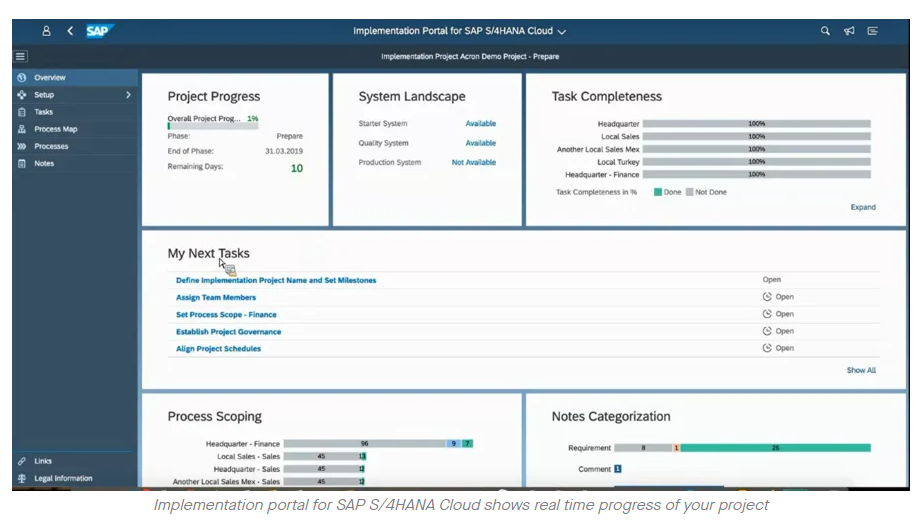 SAP
Implementation Portal for SAP S/4HANA Cloud
Implementation Project Acron Demo Project - Prepare
Overview
Setup
Tasks
Process Map
Processes
Notes
Links
Legal Information
Project Progress
Overall Project Prog... 1%
Phase: Prepare
End of Phase: 31.03.2019
Remaining Days: 10
System Landscape
Starter System Available
Quality System Available
Production System Not Available
Task Completeness
Headquarter 100%
Local Sales 100%
Another Local Sales Mex 100%
Local Turkey 100%
Headquarter - Finance 100%
Task Completeness in % Done Not Done
Expand
My Next Tasks
Define Implementation Project Name and Set Milestones Open
Assign Team Members Open
Set Process Scope - Finance Open
Establish Project Governance Open
Align Project Schedules Open
Show All
Process Scoping
Headquarter - Finance 96 9 7
Local Sales - Sales 45 13
Headquarter - Sales 45 12
Another Local Sales Mex - Sales 45 12
Notes Categorization
Requirement 8 1 26
Comment 1
Implementation portal for SAP S/4HANA Cloud shows real time progress of your project